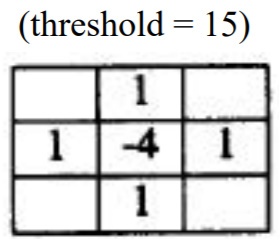 (threshold = 15)
1
1 -4 1
1